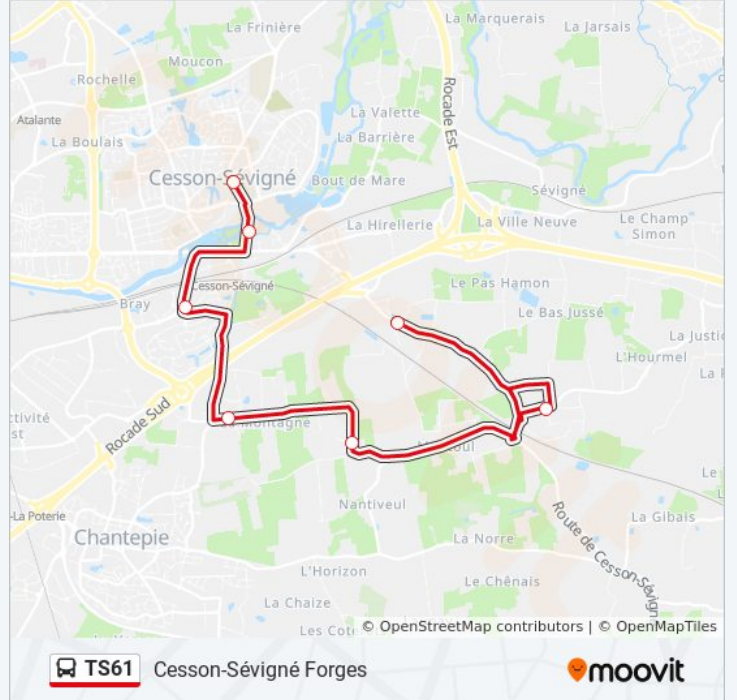 La Marquerais
La Frinière
La Jarsais
Moucon
Rochelle
Rocade Est
La Valette
Atalante
La Boulais
La Barrière
Cesson-Sévigné
Bout de Mare
Sévigné
La Hirellerie
La Ville Neuve
Le Champ
Simon
Cesson-Sévigné
Le Pas Hamon
Bray
Le Bas Jussé
L'Hourmel
Rocade Sud
-La Poterie
Chantepie
Nantiveul
La Gibais
La Norre
Route de Cesson-Sévign
L'Horizon
Le Chênais
La Chaize
© OpenStreetMap contributors | © OpenMapTiles
TS61 Cesson-Sévigné Forges
moovit